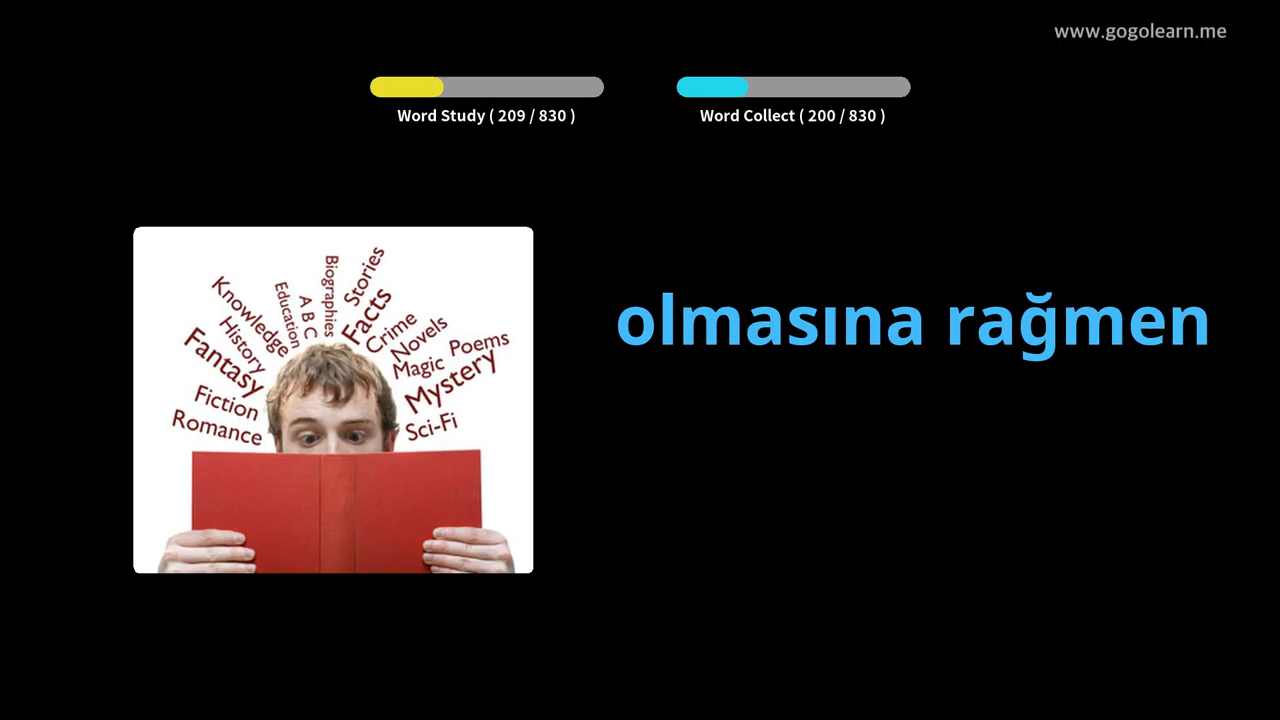 www.gogolearn.me
Word Study ( 209 / 830 )
Word Collect ( 200 / 830 )
olmasına rağmen
Biographies
Stories
Education
A B C
Facts
Knowledge
Crime
History
Novels
Fantasy
Magic
Poems
Mystery
Fiction
Romance
Sci-Fi